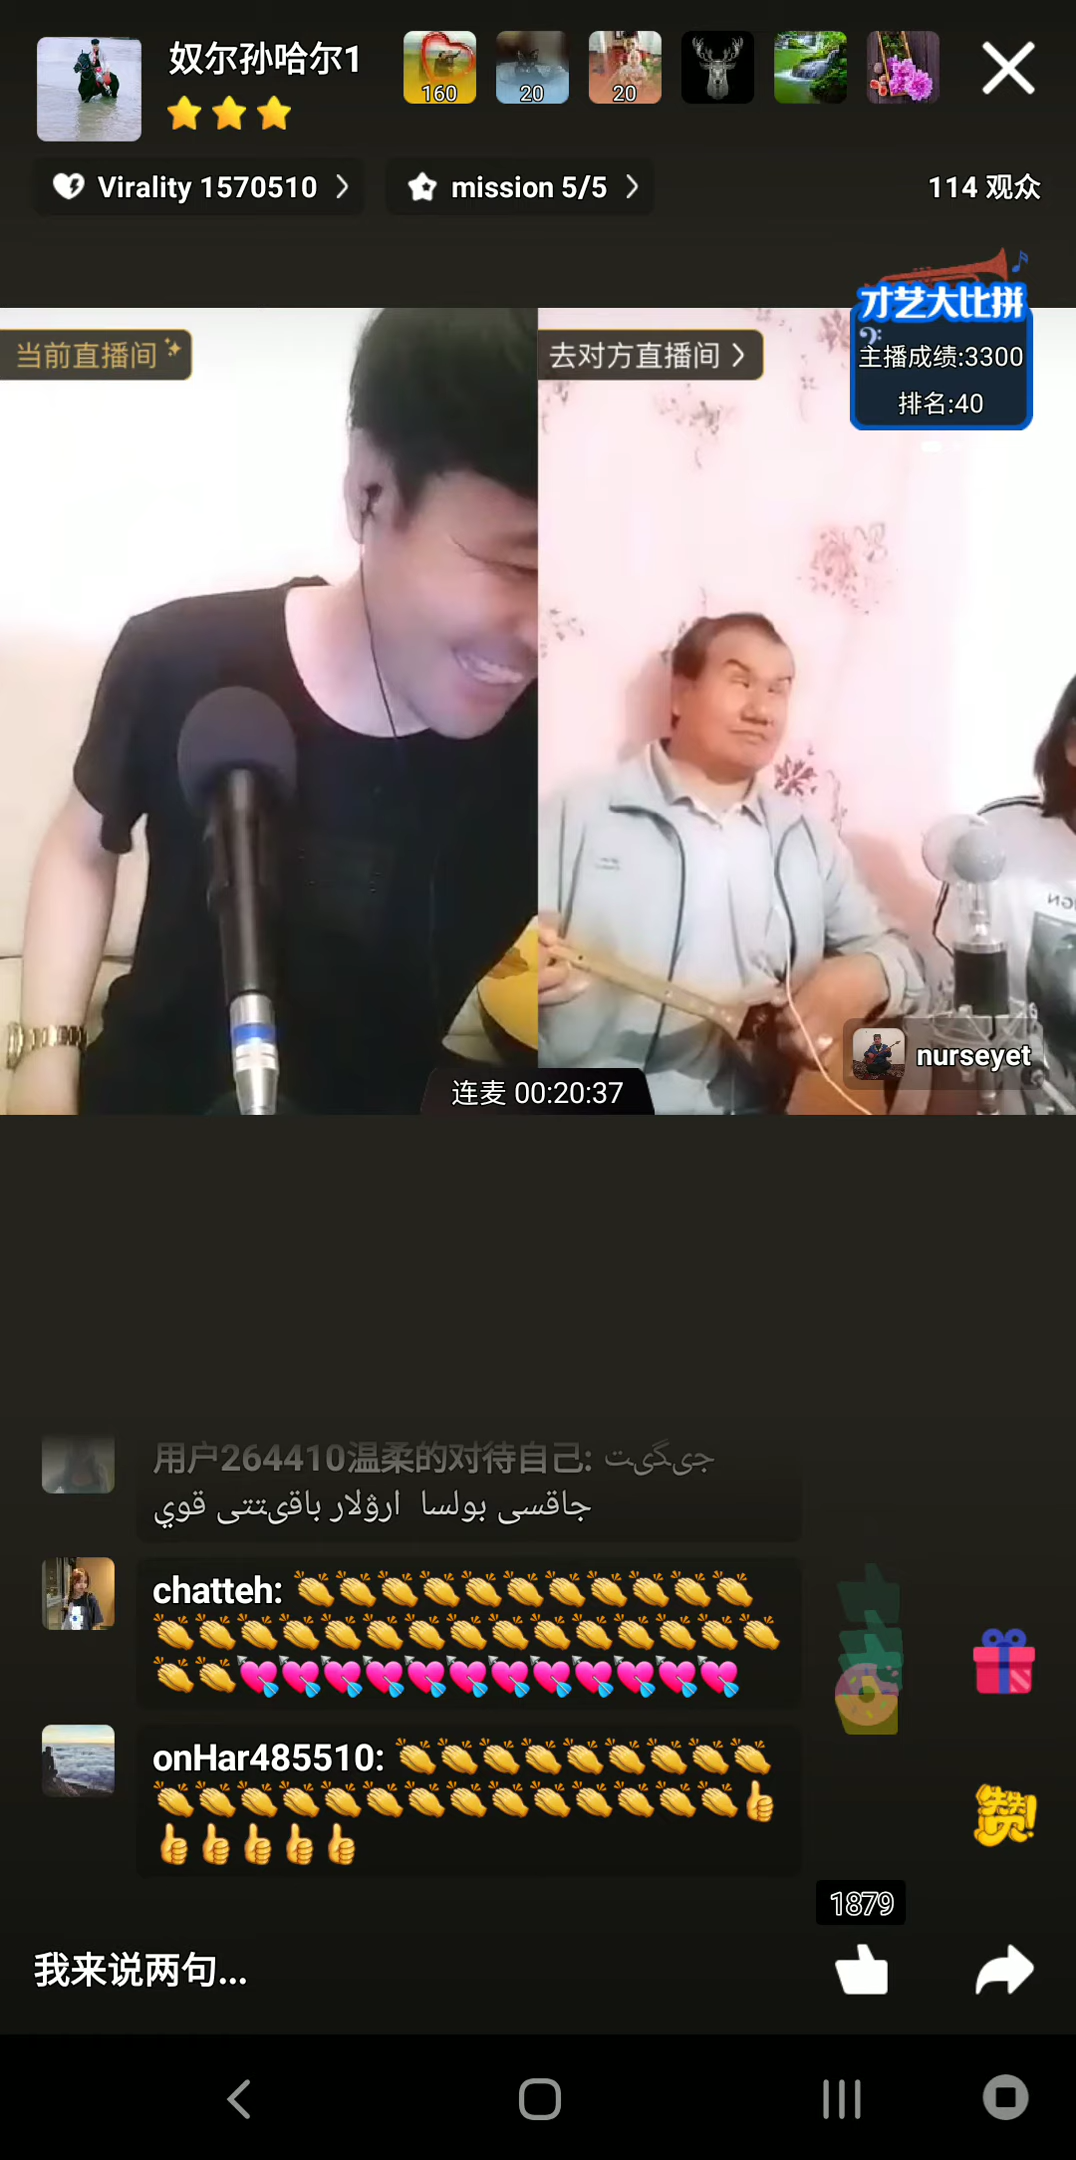 奴尔孙哈尔1
160
20
20
Virality 1570510
mission 5/5
114 观众
才艺大比拼
主播成绩:3300
排名:40
当前直播间
去对方直播间
nurseyet
连麦 00:20:37
用户264410温柔的对待自己: جىگىت
جاقسى بولسا ارۋلار باقىتتى قوي
chatteh: 👏👏👏👏👏👏👏👏👏👏👏
👏👏👏👏👏👏👏👏👏👏👏👏👏👏👏
👏👏💘💘💘💘💘💘💘💘💘💘💘💘
onHar485510: 👏👏👏👏👏👏👏👏👏
👏👏👏👏👏👏👏👏👏👏👏👏👏👏👍
👍👍👍👍👍
赞!
1879
我来说两句...